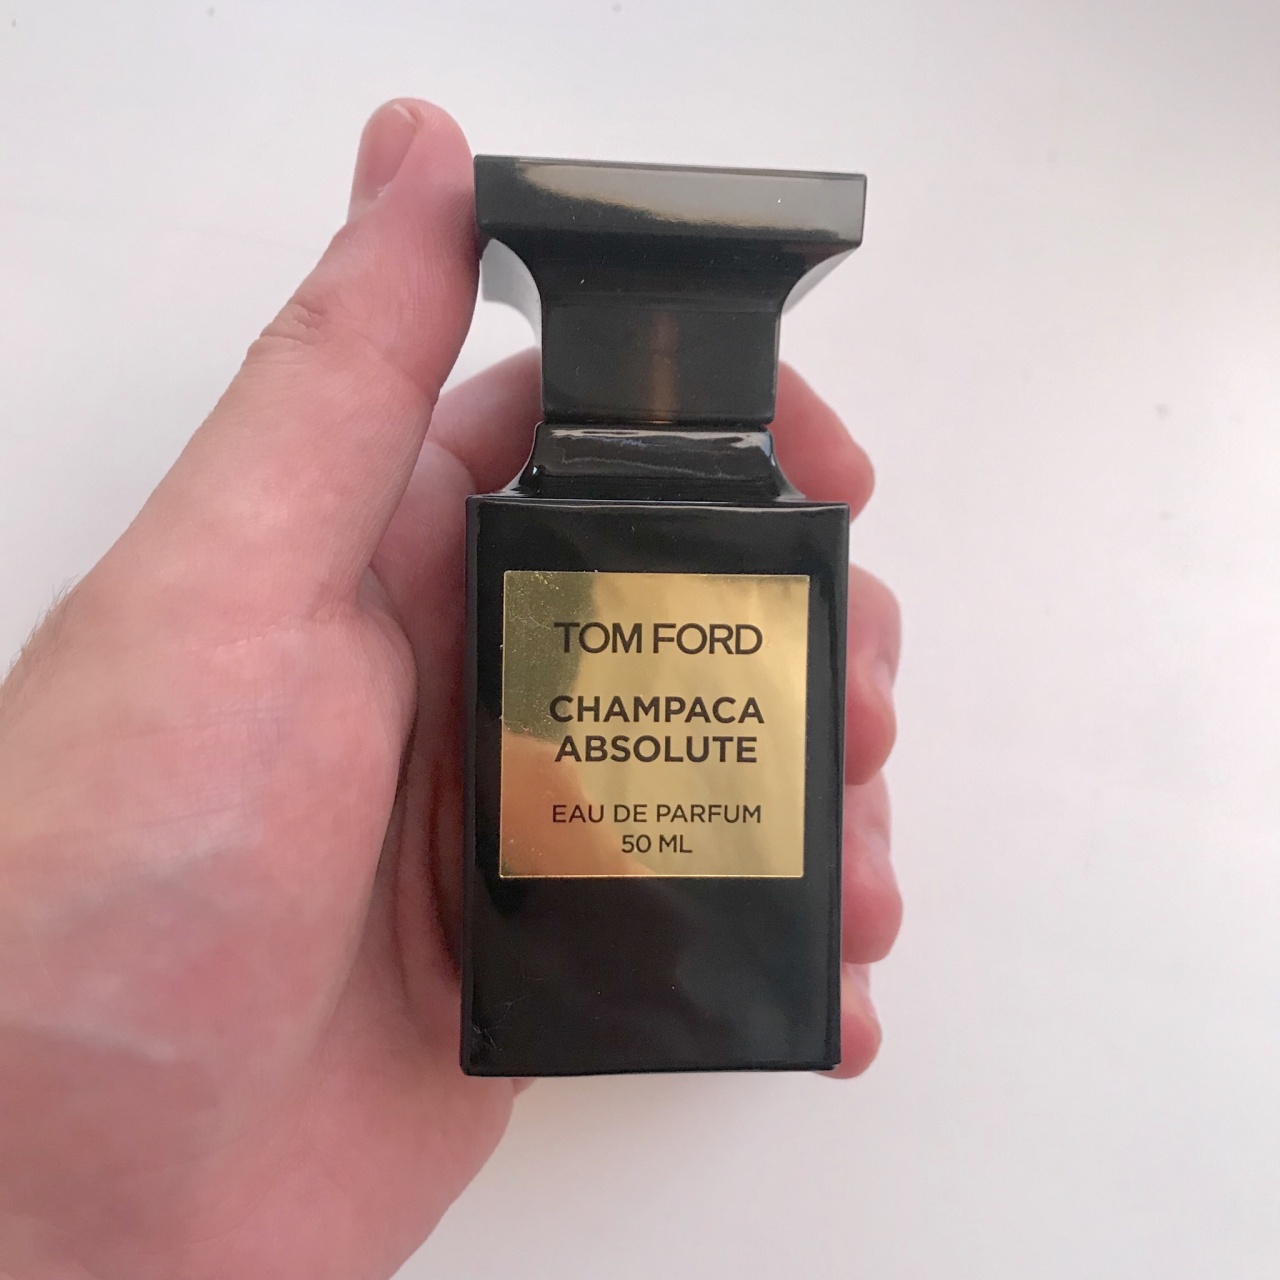 TOM FORD
CHAMPACA
ABSOLUTE
EAU DE PARFUM
50 ML